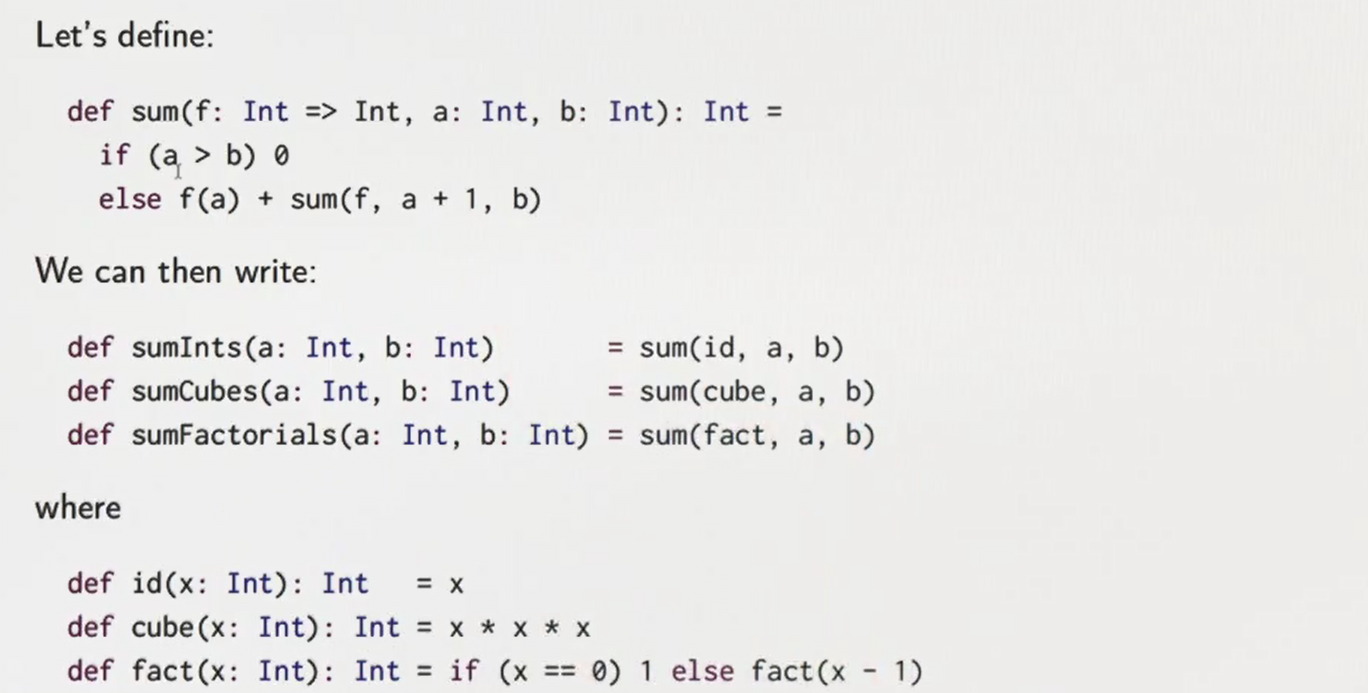 Let's define:
def sum(f: Int => Int, a: Int, b: Int): Int =
if (a > b) 0
else f(a) + sum(f, a + 1, b)
We can then write:
def sumInts(a: Int, b: Int) = sum(id, a, b)
def sumCubes(a: Int, b: Int) = sum(cube, a, b)
def sumFactorials(a: Int, b: Int) = sum(fact, a, b)
where
def id(x: Int): Int = x
def cube(x: Int): Int = x * x * x
def fact(x: Int): Int = if (x == 0) 1 else fact(x - 1)